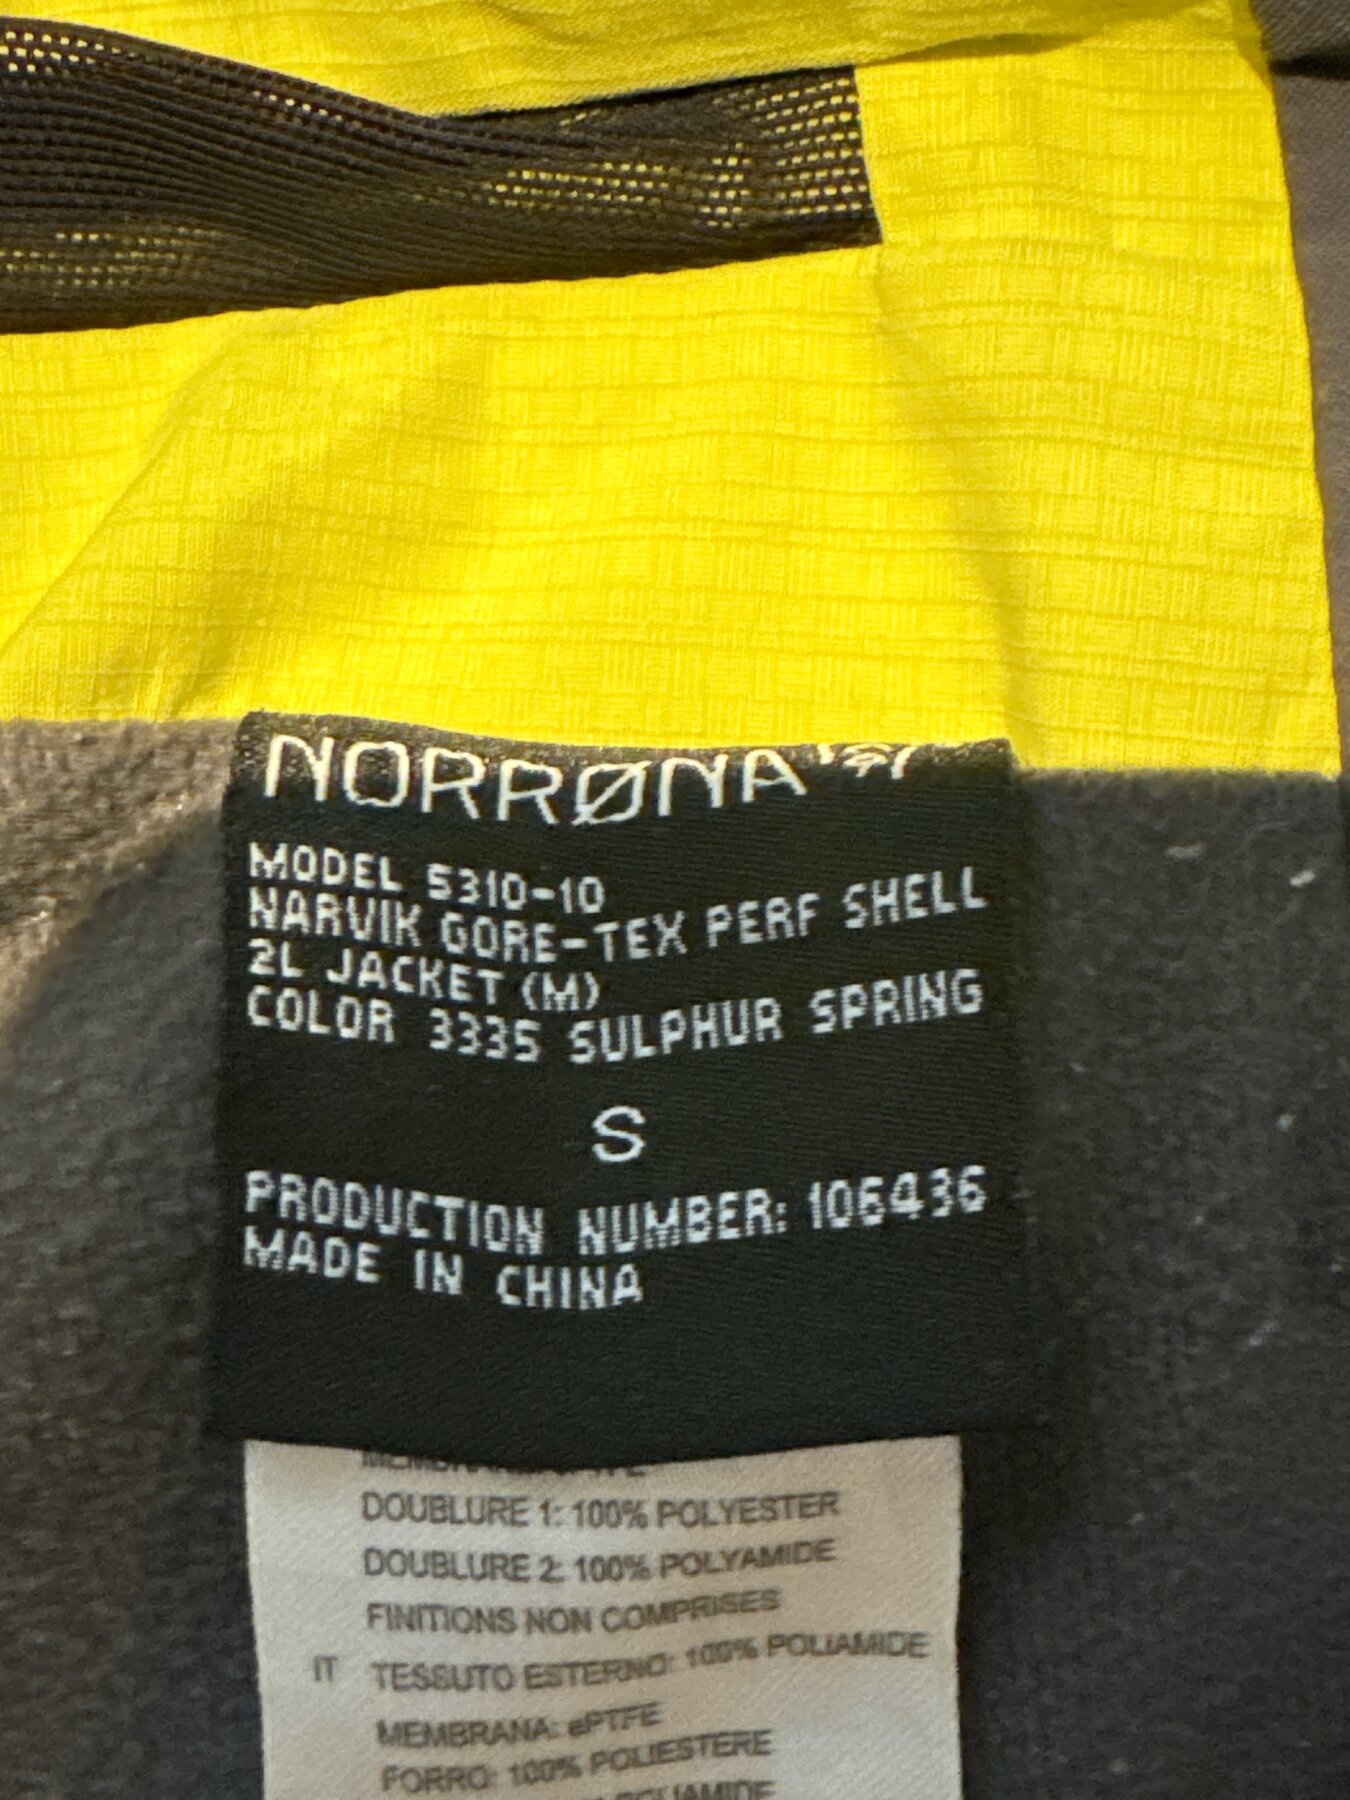 NORRØNA
MODEL 5310-10
NARVIK GORE-TEX PERF SHELL
2L JACKET (M)
COLOR 3335 SULPHUR SPRING
S
PRODUCTION NUMBER: 106436
MADE IN CHINA
DOUBLURE 1: 100% POLYESTER
DOUBLURE 2: 100% POLYAMIDE
FINITIONS NON COMPRISES
IT TESSUTO ESTERNO: 100% POLIAMIDE
MEMBRANA: ePTFE
FORRO: 100% POLIESTERE